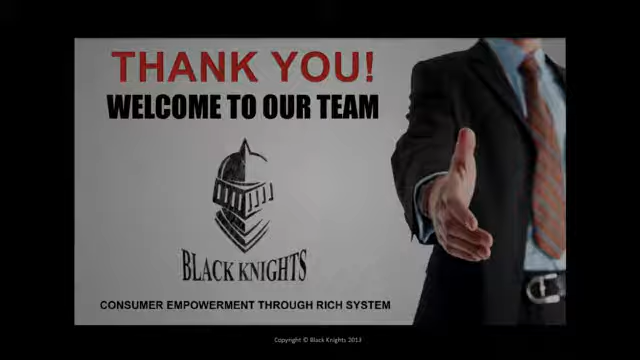 THANK YOU!
WELCOME TO OUR TEAM
BLACK KNIGHTS
CONSUMER EMPOWERMENT THROUGH RICH SYSTEM
Copyright © Black Knights 2013